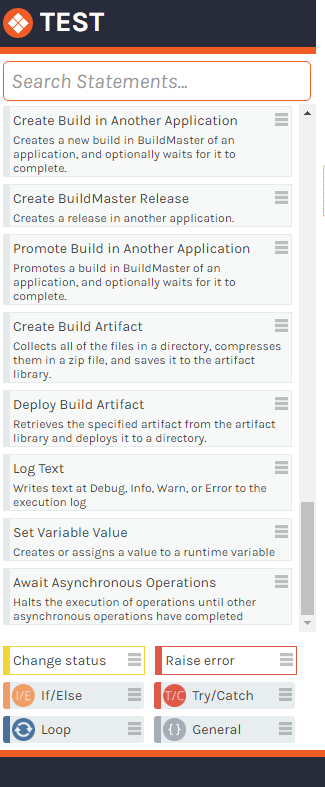 TEST
Search Statements...
Create Build in Another Application
Creates a new build in BuildMaster of an
application, and optionally waits for it to
complete.
Create BuildMaster Release
Creates a release in another application.
Promote Build in Another Application
Promotes a build in BuildMaster of an
application, and optionally waits for it to
complete.
Create Build Artifact
Collects all of the files in a directory, compresses
them in a zip file, and saves it to the artifact
library.
Deploy Build Artifact
Retrieves the specified artifact from the artifact
library and deploys it to a directory.
Log Text
Writes text at Debug, Info, Warn, or Error to the
execution log
Set Variable Value
Creates or assigns a value to a runtime variable
Await Asynchronous Operations
Halts the execution of operations until other
asynchronous operations have completed
Change status Raise error
I/E If/Else T/C Try/Catch
Loop {} General